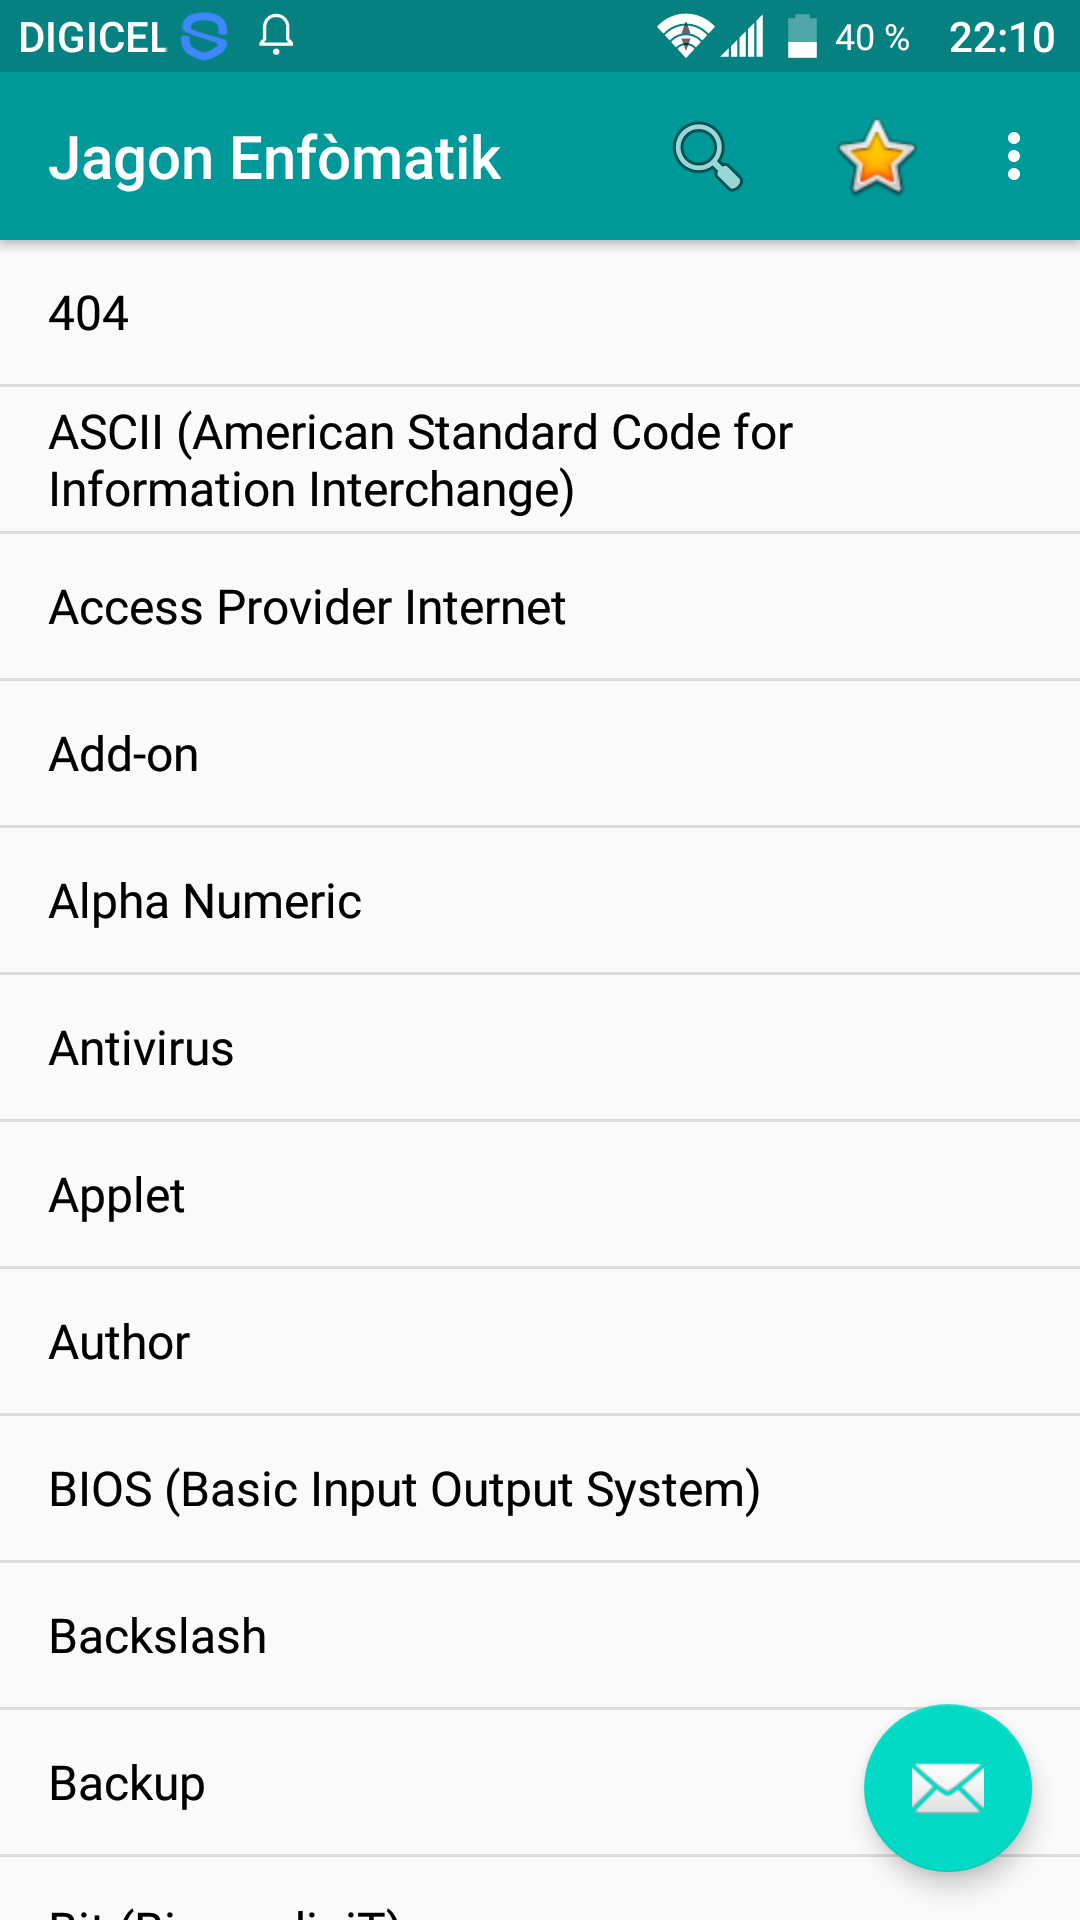 DIGICEL 40 % 22:10
Jagon Enfòmatik
404
ASCII (American Standard Code for
Information Interchange)
Access Provider Internet
Add-on
Alpha Numeric
Antivirus
Applet
Author
BIOS (Basic Input Output System)
Backslash
Backup